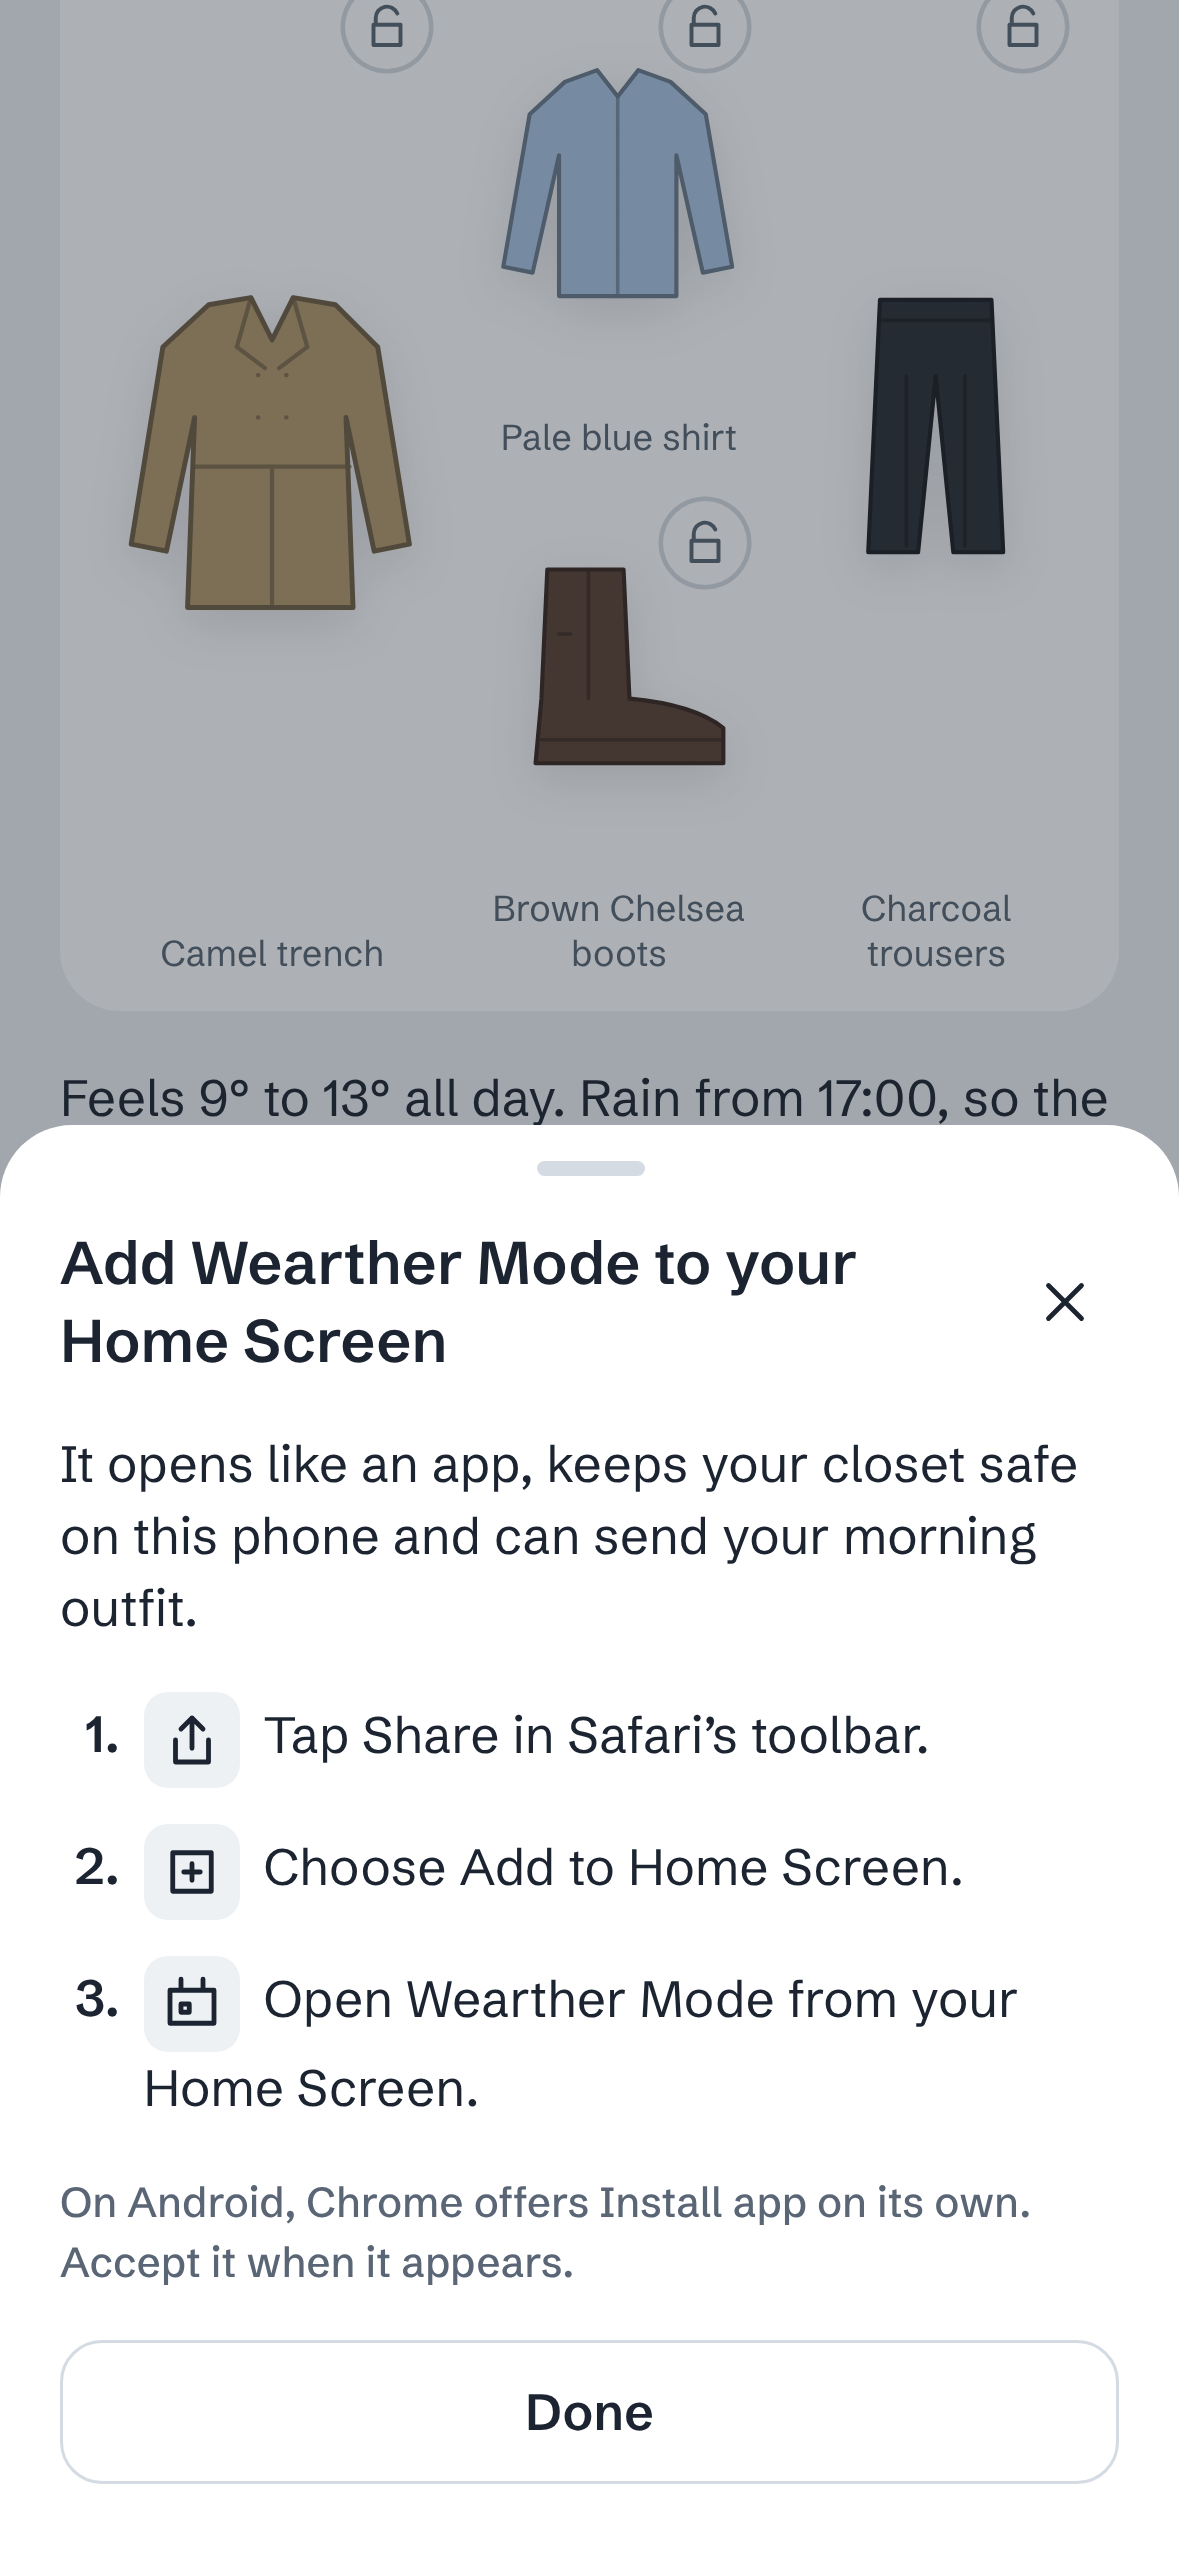 Pale blue shirt
Brown Chelsea
boots
Charcoal
trousers
Camel trench
Feels 9° to 13° all day. Rain from 17:00, so the
Add Wearther Mode to your
Home Screen
It opens like an app, keeps your closet safe
on this phone and can send your morning
outfit.
1. Tap Share in Safari’s toolbar.
2. Choose Add to Home Screen.
3. Open Wearther Mode from your
Home Screen.
On Android, Chrome offers Install app on its own.
Accept it when it appears.
Done